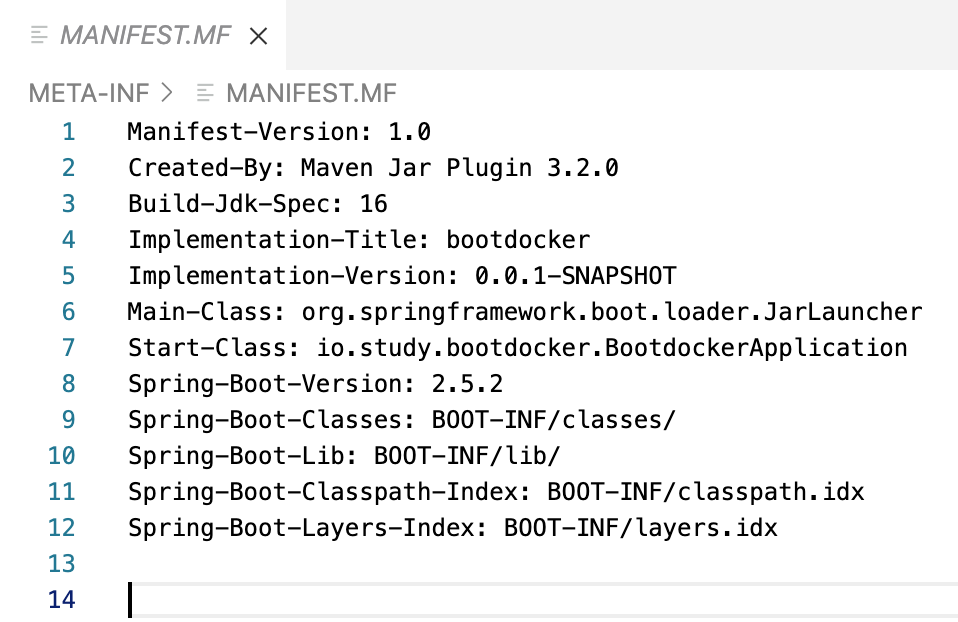 MANIFEST.MF
META-INF > MANIFEST.MF
1 Manifest-Version: 1.0
2 Created-By: Maven Jar Plugin 3.2.0
3 Build-Jdk-Spec: 16
4 Implementation-Title: bootdocker
5 Implementation-Version: 0.0.1-SNAPSHOT
6 Main-Class: org.springframework.boot.loader.JarLauncher
7 Start-Class: io.study.bootdocker.BootdockerApplication
8 Spring-Boot-Version: 2.5.2
9 Spring-Boot-Classes: BOOT-INF/classes/
10 Spring-Boot-Lib: BOOT-INF/lib/
11 Spring-Boot-Classpath-Index: BOOT-INF/classpath.idx
12 Spring-Boot-Layers-Index: BOOT-INF/layers.idx
13
14